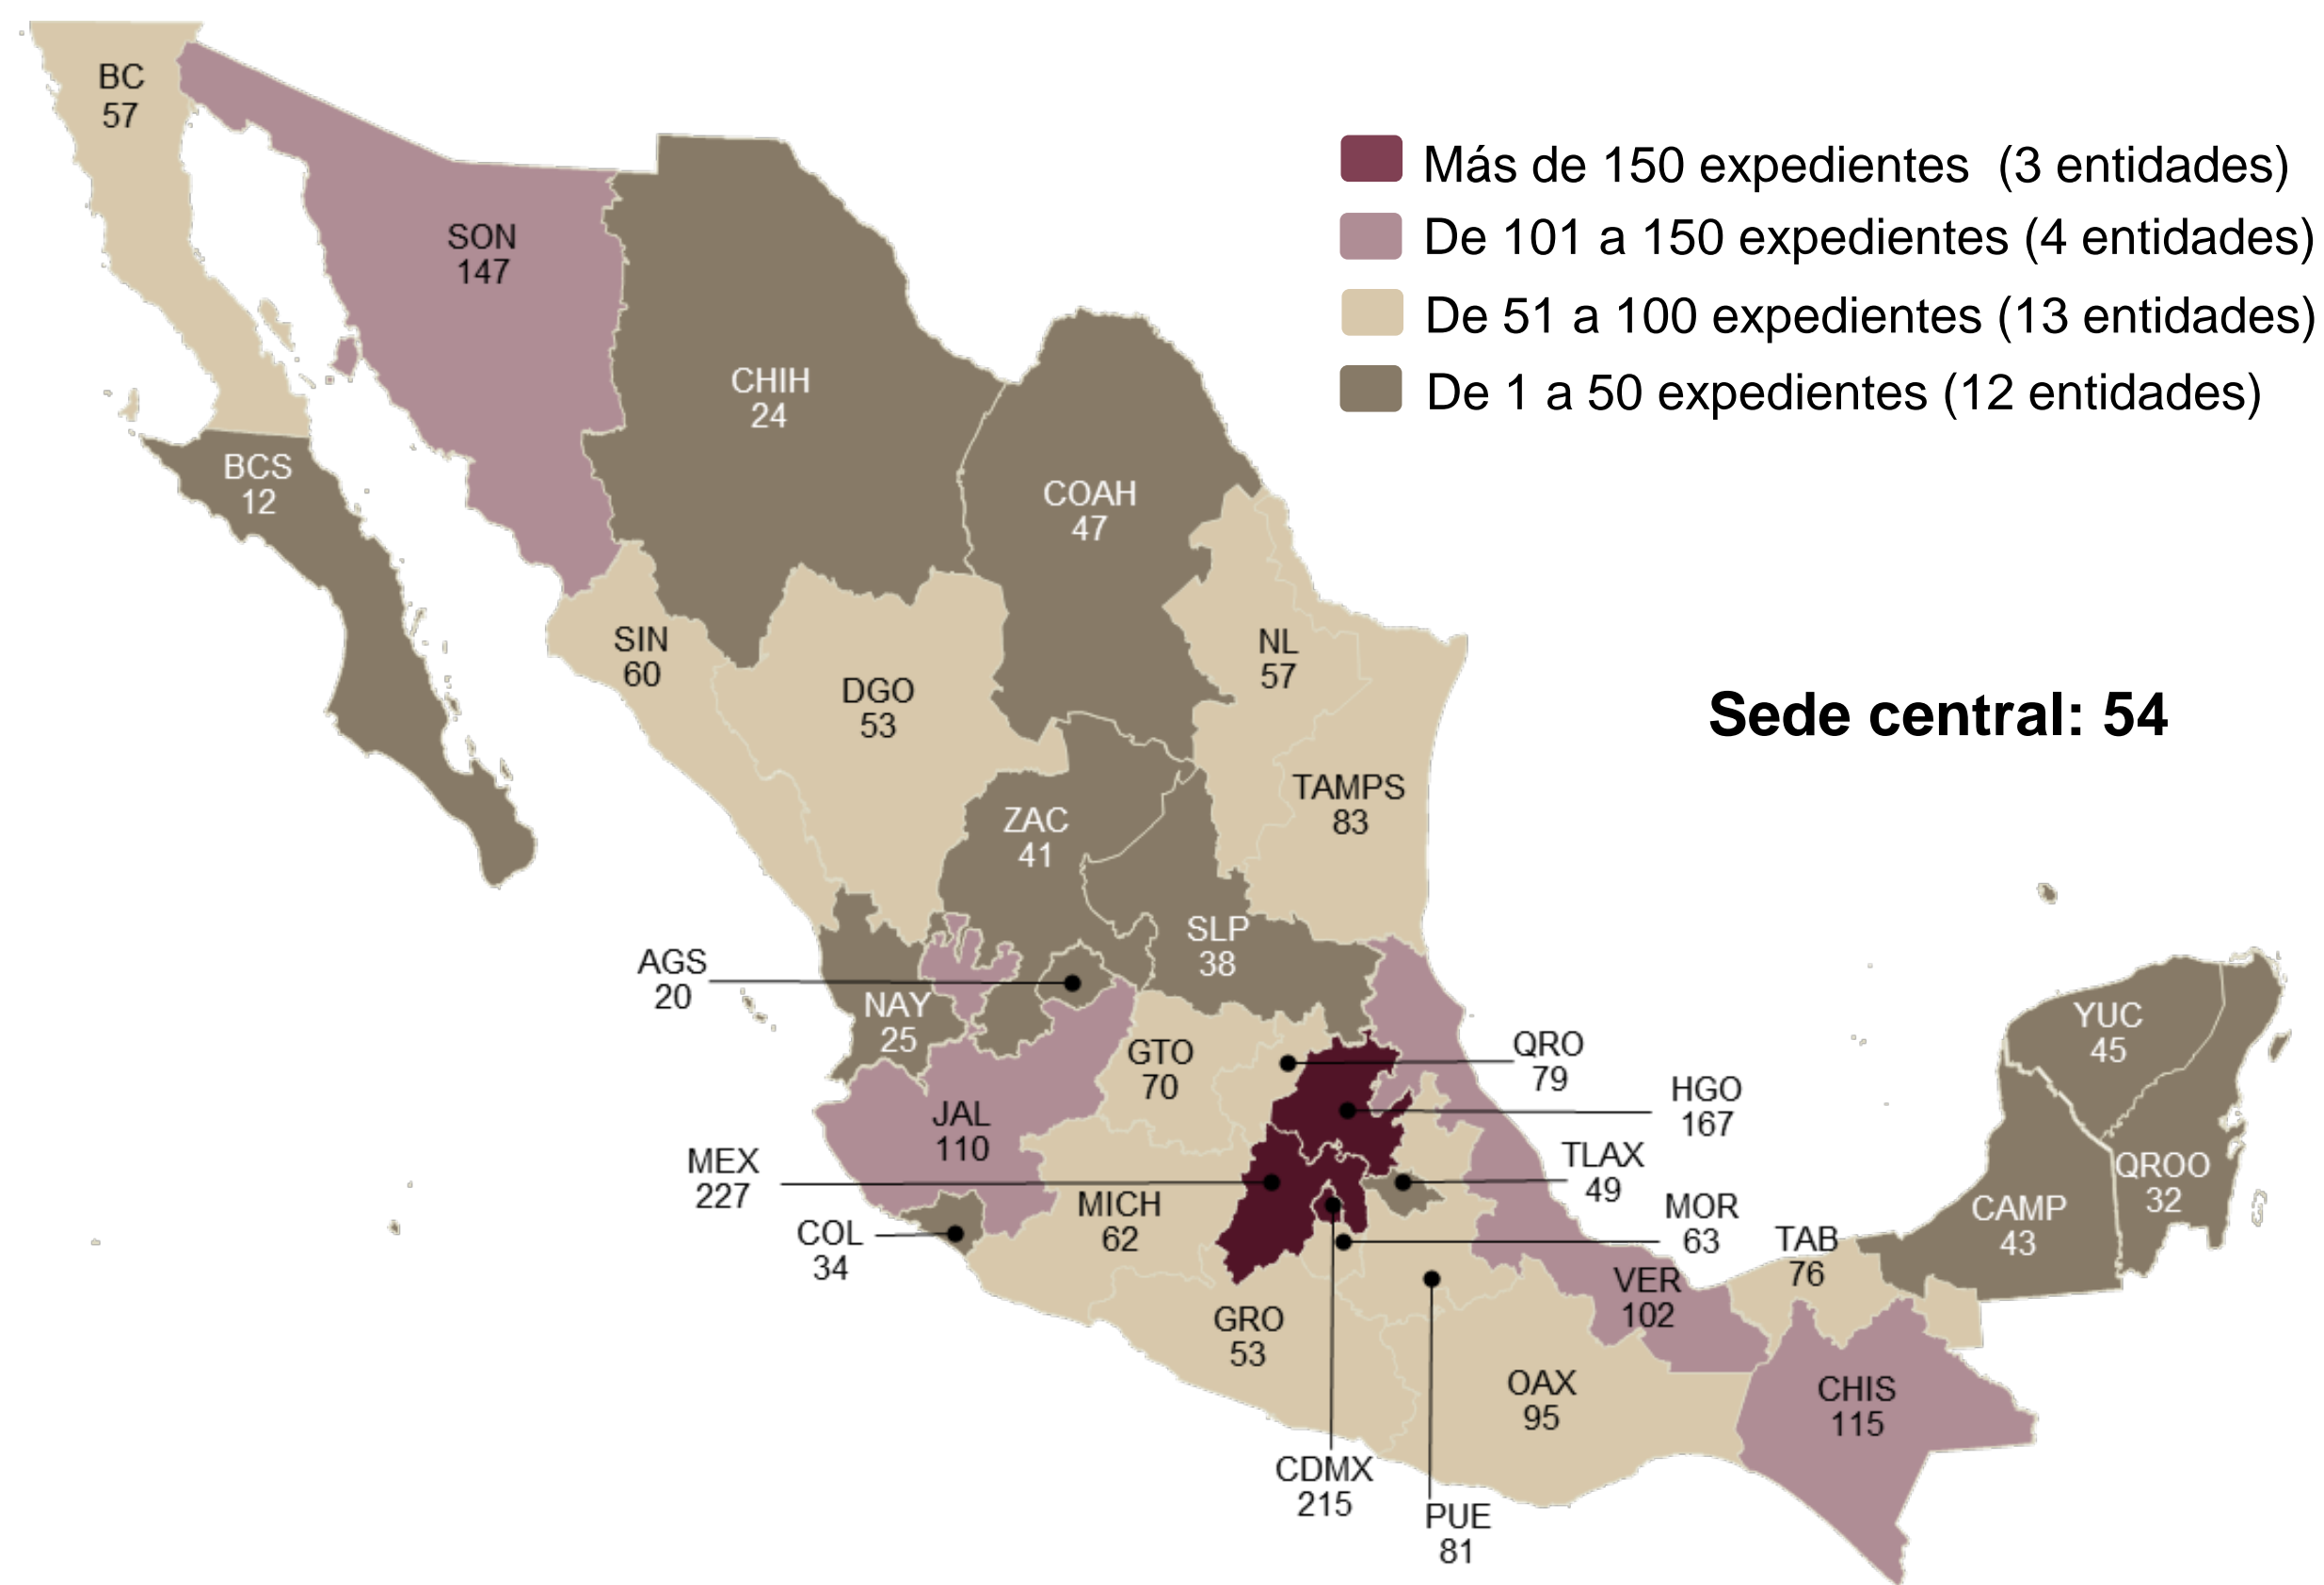 BC
57
Más de 150 expedientes  (3 entidades)
De 101 a 150 expedientes (4 entidades)
De 51 a 100 expedientes (13 entidades)
De 1 a 50 expedientes (12 entidades)
SON
147
CHIH
24
BCS
12
COAH
47
SIN
60
NL
57
DGO
53
Sede central: 54
TAMPS
83
ZAC
41
SLP
38
AGS
20
NAY
25
YUC
45
GTO
70
QRO
79
HGO
167
JAL
110
MEX
227
TLAX
49
QROO
32
MICH
62
MOR
63
CAMP
43
COL
34
TAB
76
VER
102
GRO
53
OAX
95
CHIS
115
CDMX
215
PUE
81